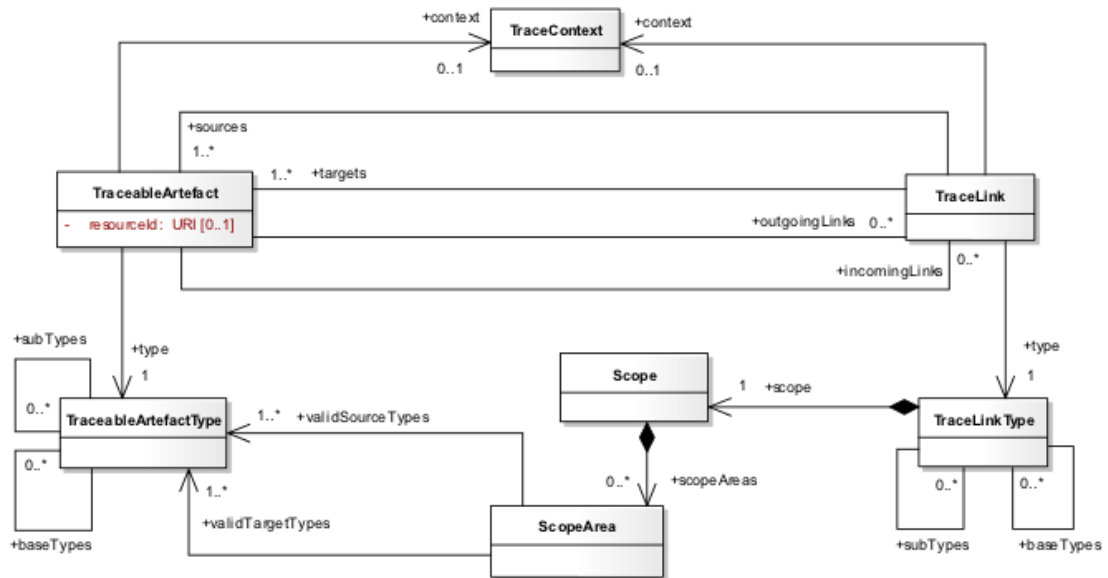 +context
TraceContext
+context
0..1
0..1
+sources
1..*
1..* +targets
TraceableArtefact
- resourceId: URI [0..1]
TraceLink
+outgoingLinks 0..*
+incomingLinks 0..*
+subTypes
+type
1
+type
1
0..*
TraceableArtefactType
0..*
1..* +validSourceTypes
Scope
1 +scope
TraceLinkType
0..* +scopeAreas
0..*
0..*
1..*
+validTargetTypes
ScopeArea
+baseTypes
+subTypes
+baseTypes